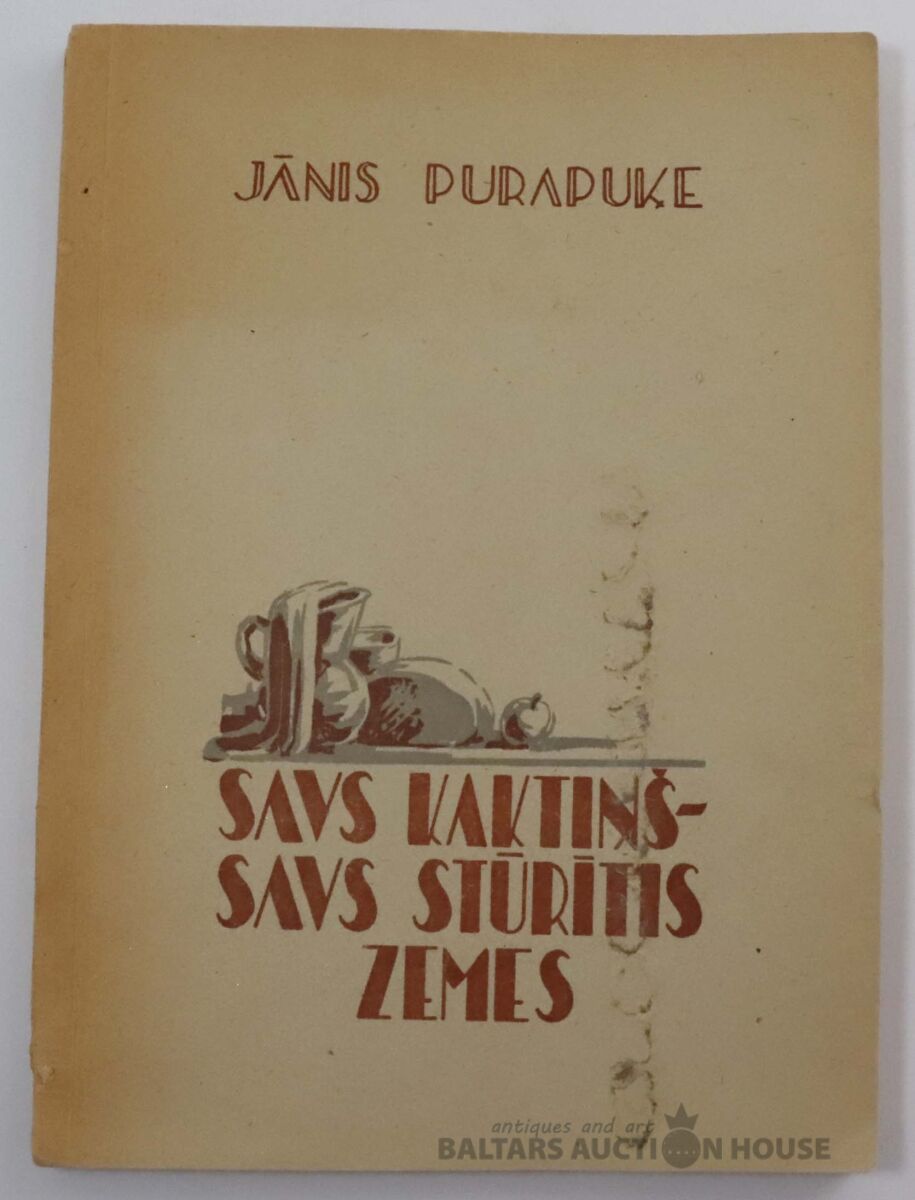 JĀNIS PURAPUĶE
SAVS KAKTIŅŠ-
SAVS STŪRĪTIS
ZEMES
antiques and art
BALTARS AUCTION HOUSE